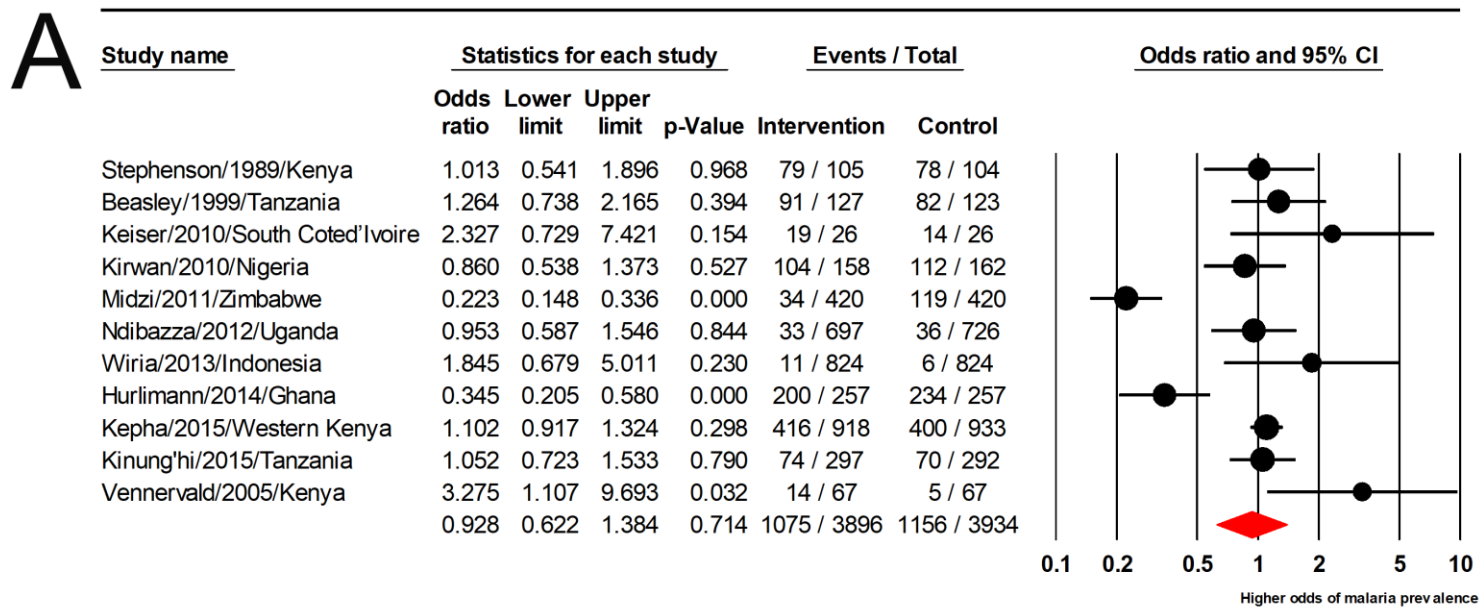 A
Study name Statistics for each study Events / Total Odds ratio and 95% CI
Odds Lower Upper
ratio limit limit p-Value Intervention Control
Stephenson/1989/Kenya 1.013 0.541 1.896 0.968 79 / 105 78 / 104
Beasley/1999/Tanzania 1.264 0.738 2.165 0.394 91 / 127 82 / 123
Keiser/2010/South Coted'Ivoire 2.327 0.729 7.421 0.154 19 / 26 14 / 26
Kirwan/2010/Nigeria 0.860 0.538 1.373 0.527 104 / 158 112 / 162
Midzi/2011/Zimbabwe 0.223 0.148 0.336 0.000 34 / 420 119 / 420
Ndibazza/2012/Uganda 0.953 0.587 1.546 0.844 33 / 697 36 / 726
Wiria/2013/Indonesia 1.845 0.679 5.011 0.230 11 / 824 6 / 824
Hurlimann/2014/Ghana 0.345 0.205 0.580 0.000 200 / 257 234 / 257
Kepha/2015/Western Kenya 1.102 0.917 1.324 0.298 416 / 918 400 / 933
Kinung'hi/2015/Tanzania 1.052 0.723 1.533 0.790 74 / 297 70 / 292
Vennervald/2005/Kenya 3.275 1.107 9.693 0.032 14 / 67 5 / 67
0.928 0.622 1.384 0.714 1075 / 3896 1156 / 3934
0.1 0.2 0.5 1 2 5 10
Higher odds of malaria prevalence